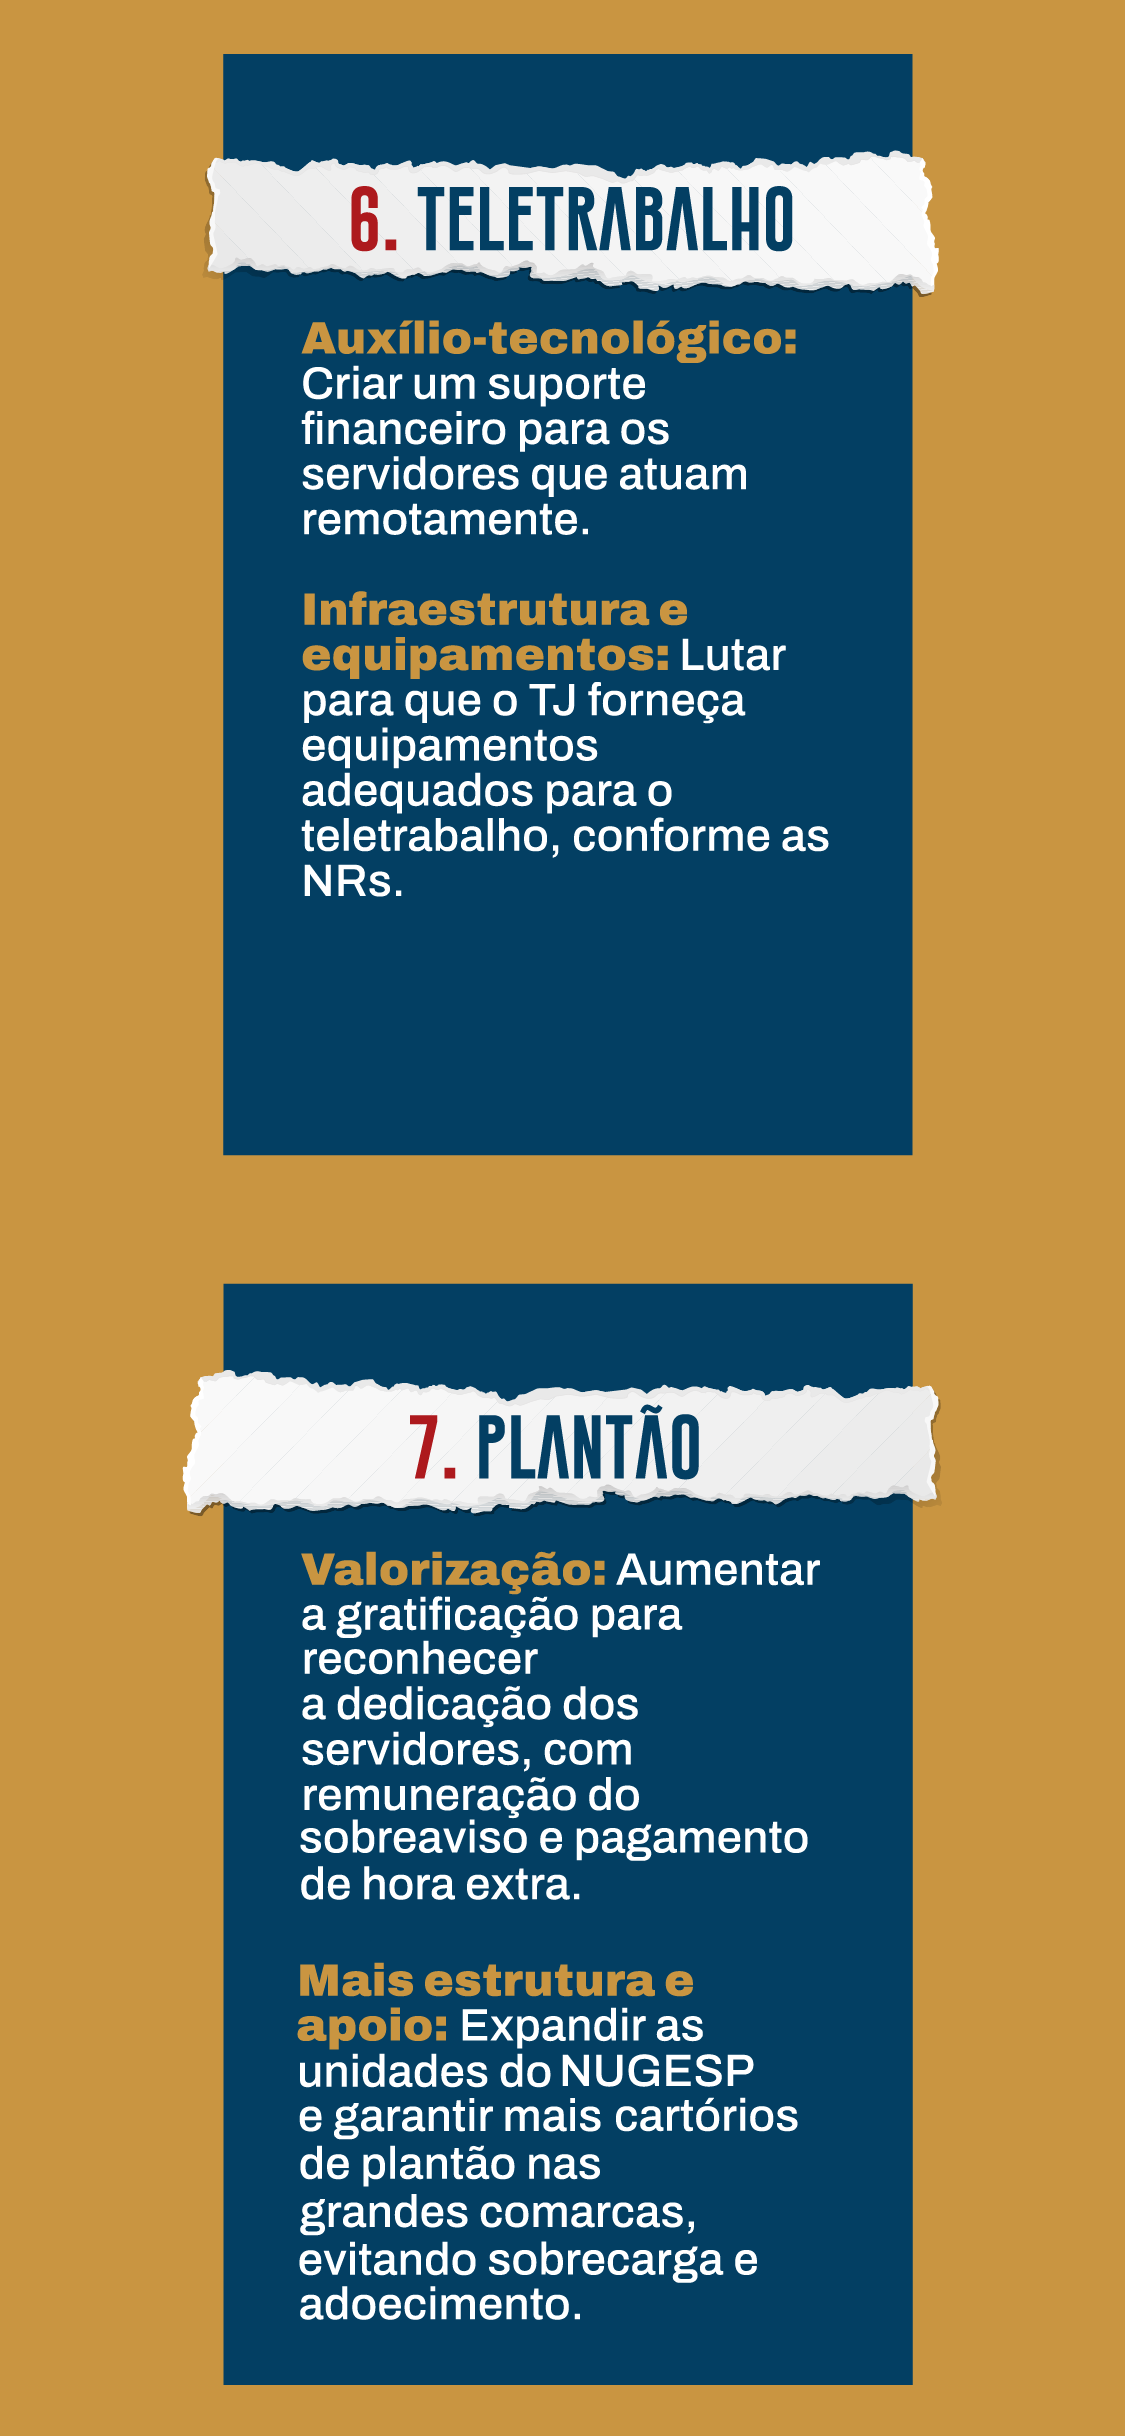 6. TELETRABALHO
Auxílio-tecnológico:
Criar um suporte
financeiro para os
servidores que atuam
remotamente.
Infraestrutura e
equipamentos: Lutar
para que o TJ forneça
equipamentos
adequados para o
teletrabalho, conforme as
NRs.
7. PLANTÃO
Valorização: Aumentar
a gratificação para
reconhecer
a dedicação dos
servidores, com
remuneração do
sobreaviso e pagamento
de hora extra.
Mais estrutura e
apoio: Expandir as
unidades do NUGESP
e garantir mais cartórios
de plantão nas
grandes comarcas,
evitando sobrecarga e
adoecimento.